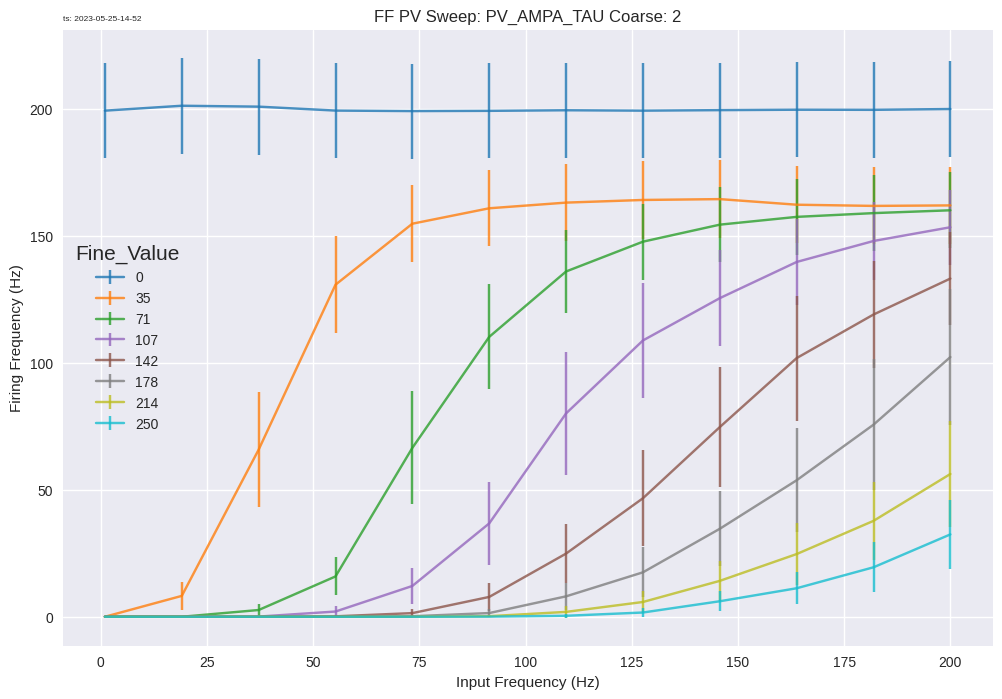 ts: 2023-05-25-14-52
FF PV Sweep: PV_AMPA_TAU Coarse: 2
Firing Frequency (Hz)
200
150
100
50
0
Fine_Value
0
35
71
107
142
178
214
250
0 25 50 75 100 125 150 175 200
Input Frequency (Hz)